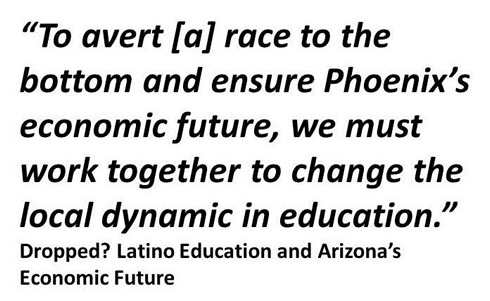 “To avert [a] race to the
bottom and ensure Phoenix’s
economic future, we must
work together to change the
local dynamic in education.”
Dropped? Latino Education and Arizona’s
Economic Future